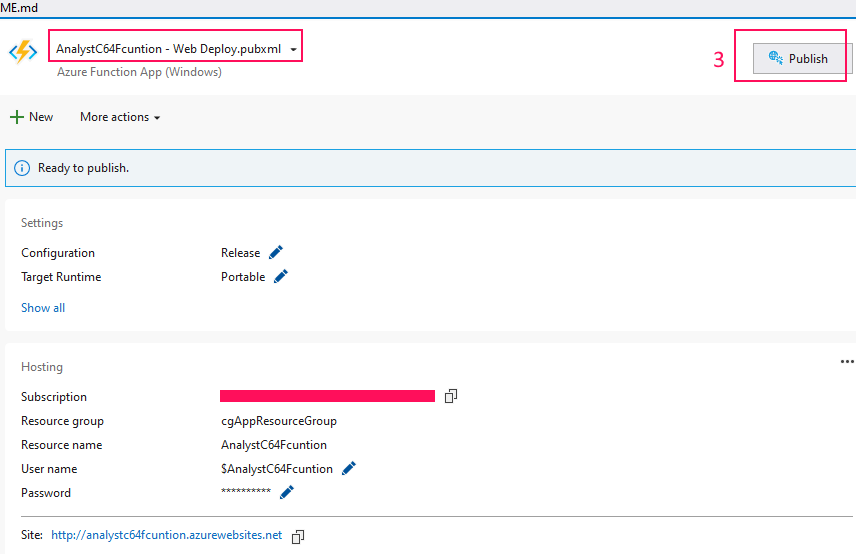 ME.md
AnalystC64Fcuntion - Web Deploy.pubxml
Azure Function App (Windows)
3
Publish
New
More actions
Ready to publish.
Settings
Configuration Release
Target Runtime Portable
Show all
Hosting
Subscription
Resource group cgAppResourceGroup
Resource name AnalystC64Fcuntion
User name $AnalystC64Fcuntion
Password **********
Site: http://analystc64fcuntion.azurewebsites.net